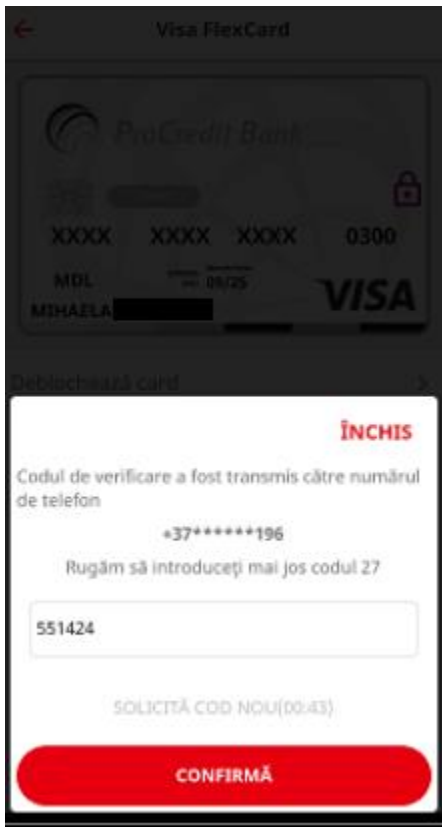 Visa FlexCard
ProCredit Bank
XXXX XXXX XXXX 0300
MDL 09/25
MIHAELA
VISA
Deblochează card
ÎNCHIS
Codul de verificare a fost transmis către numărul
de telefon
+37******196
Rugăm să introduceți mai jos codul 27
551424
SOLICITĂ COD NOU(00:43)
CONFIRMĂ